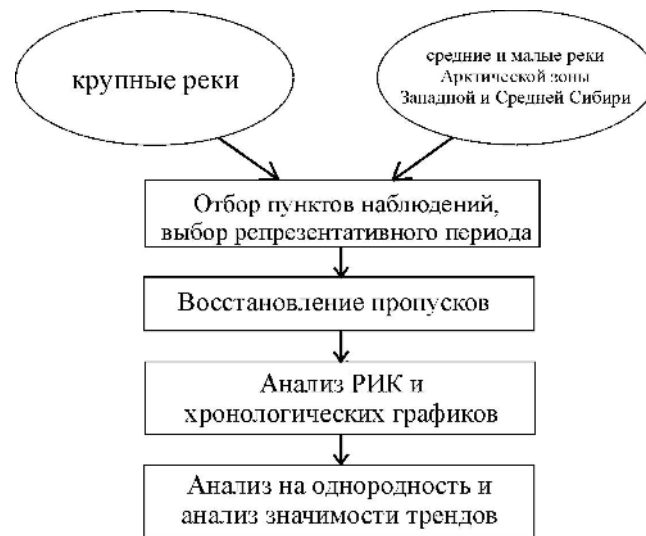 крупные реки
средние и малые реки
Арктической зоны
Западной и Средней Сибири
Отбор пунктов наблюдений,
выбор репрезентативного периода
Восстановление пропусков
Анализ РИК и
хронологических графиков
Анализ на однородность и
анализ значимости трендов